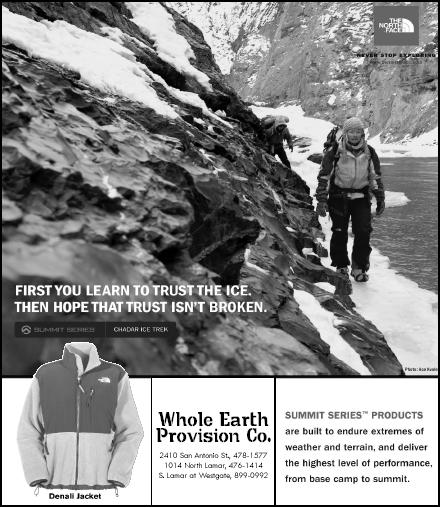 THE
NORTH
FACE
NEVER STOP EXPLORING
FIRST YOU LEARN TO TRUST THE ICE.
THEN HOPE THAT TRUST ISN'T BROKEN.
SUMMIT SERIES
CHADAR ICE TREK
Denali Jacket
Whole Earth
Provision Co.
2410 San Antonio St., 478-1577
1014 North Lamar, 476-1414
S. Lamar at Westgate, 899-0992
SUMMIT SERIES™ PRODUCTS
are built to endure extremes of
weather and terrain, and deliver
the highest level of performance,
from base camp to summit.